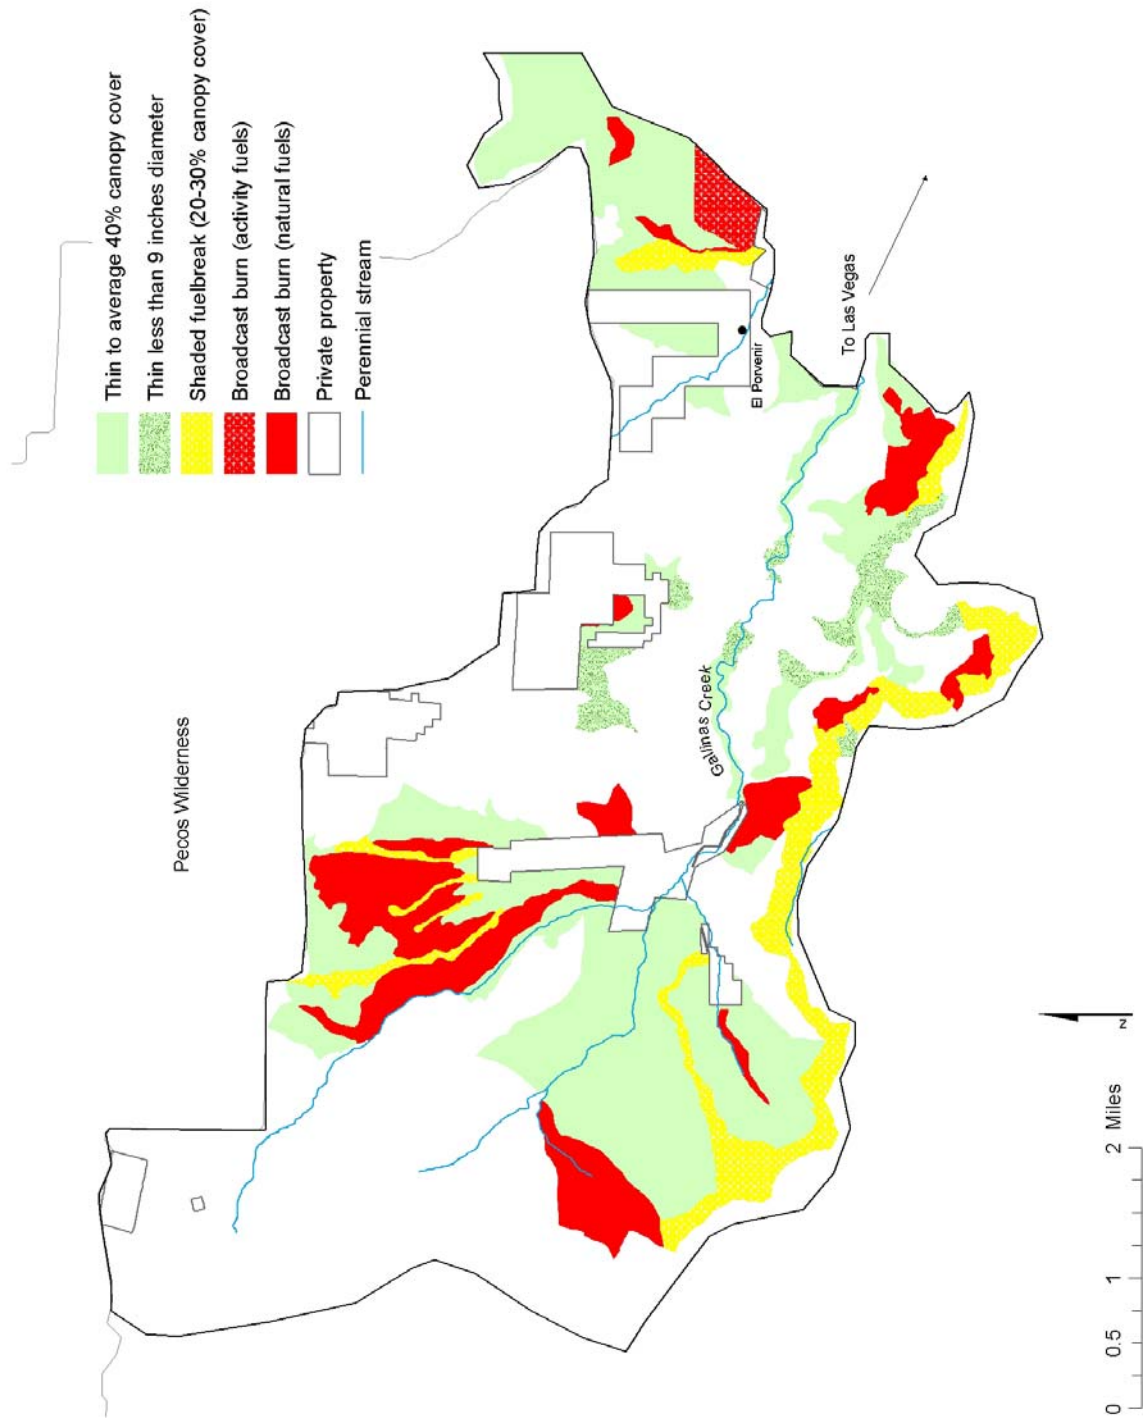 Thin to average 40% canopy cover
Thin less than 9 inches diameter
Shaded fuelbreak (20-30% canopy cover)
Broadcast burn (activity fuels)
Broadcast burn (natural fuels)
Private property
Perennial stream
Pecos Wilderness
Gallinas Creek
El Porvenir
To Las Vegas
N
0 0.5 1 2 Miles